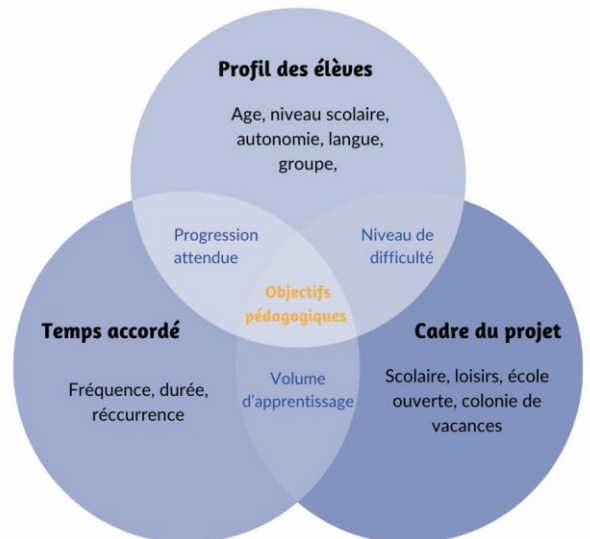 Profil des élèves
Age, niveau scolaire,
autonomie, langue,
groupe,
Progression
attendue
Niveau de
difficulté
Objectifs
pédagogiques
Temps accordé
Fréquence, durée,
réccurrence
Cadre du projet
Scolaire, loisirs, école
ouverte, colonie de
vacances
Volume
d'apprentissage